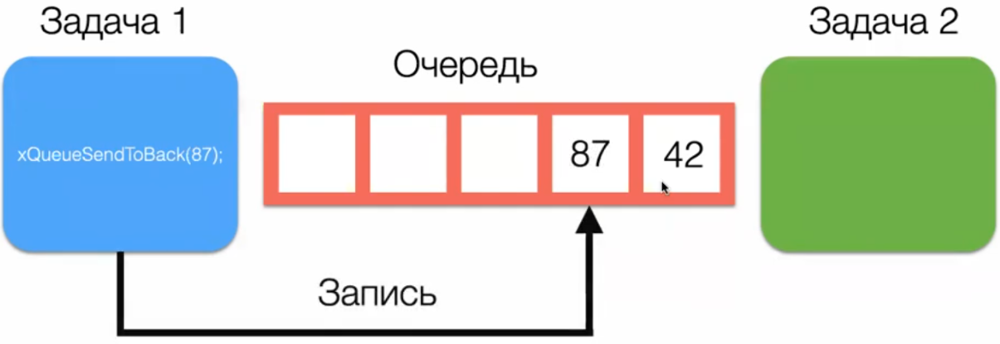 Задача 1
Задача 2
Очередь
xQueueSendToBack(87);
87
42
Запись